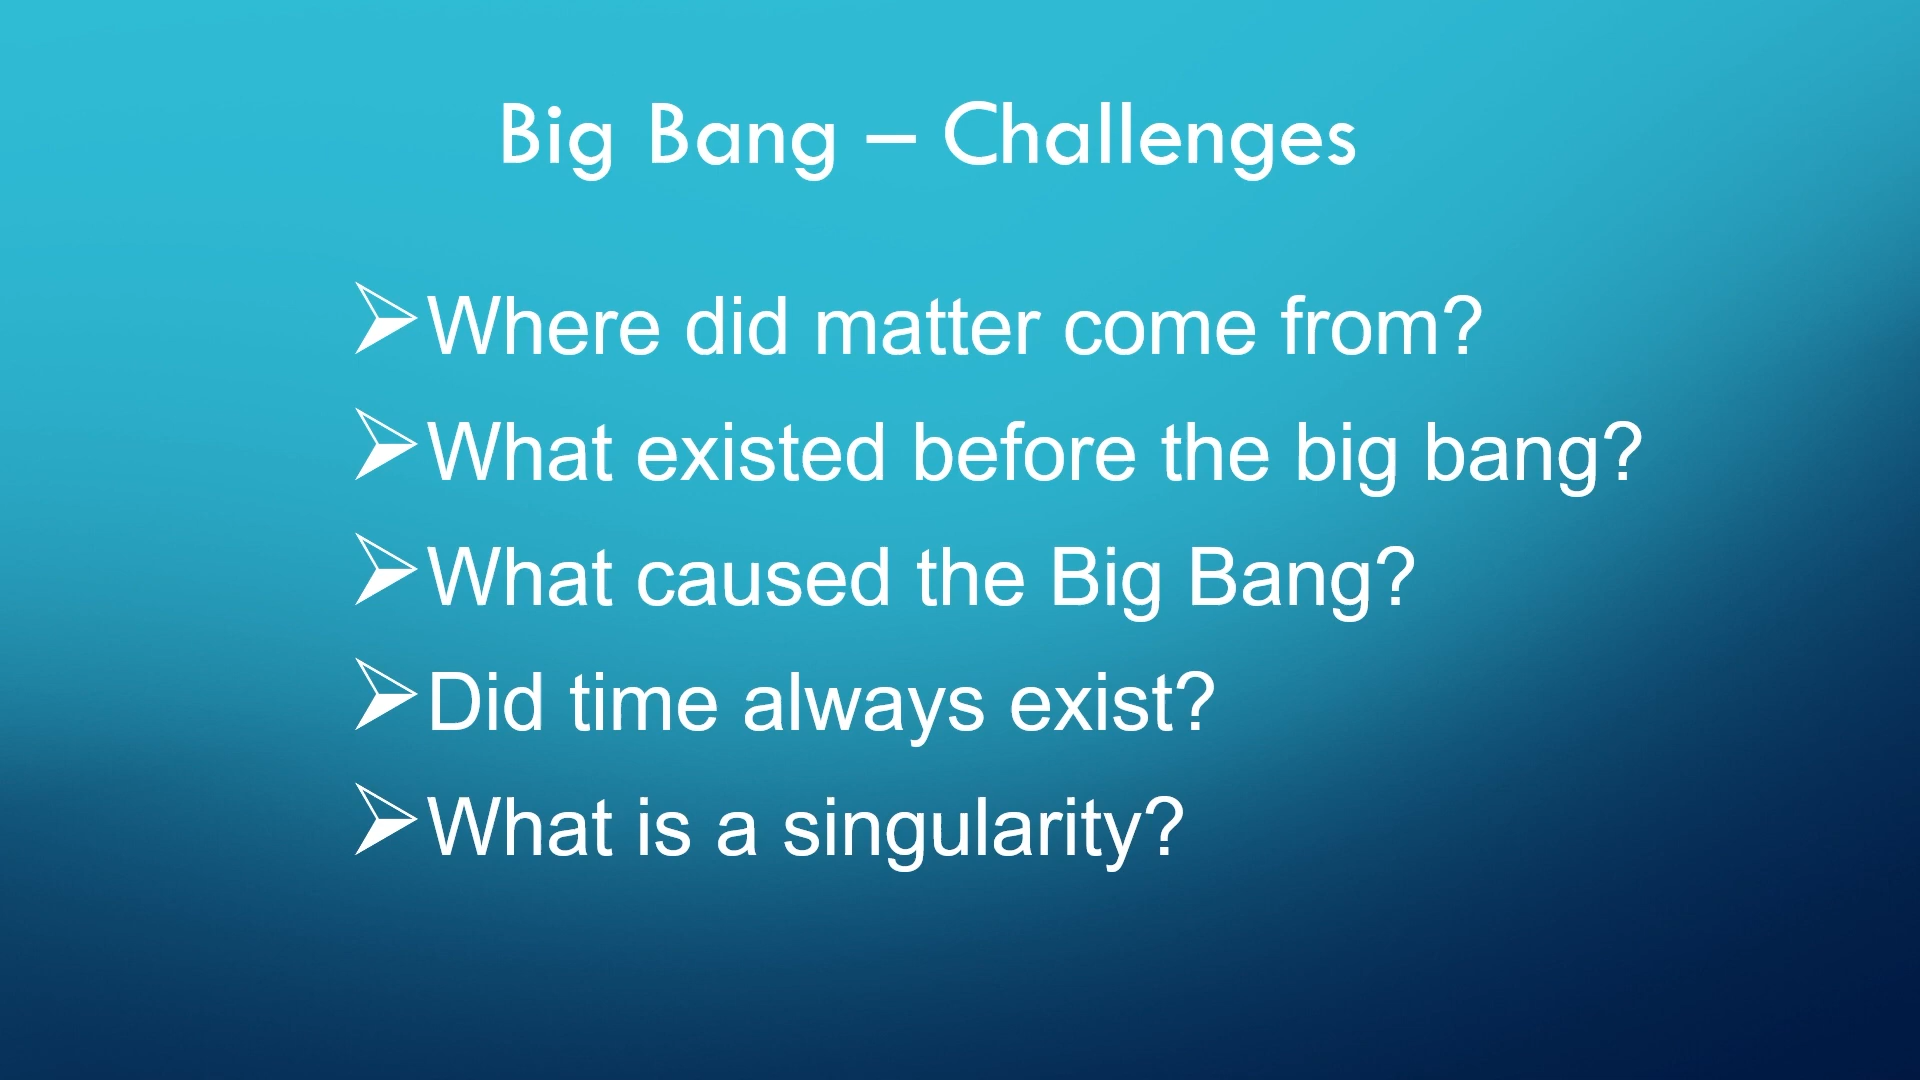 Big Bang – Challenges
➢Where did matter come from?
➢What existed before the big bang?
➢What caused the Big Bang?
➢Did time always exist?
➢What is a singularity?